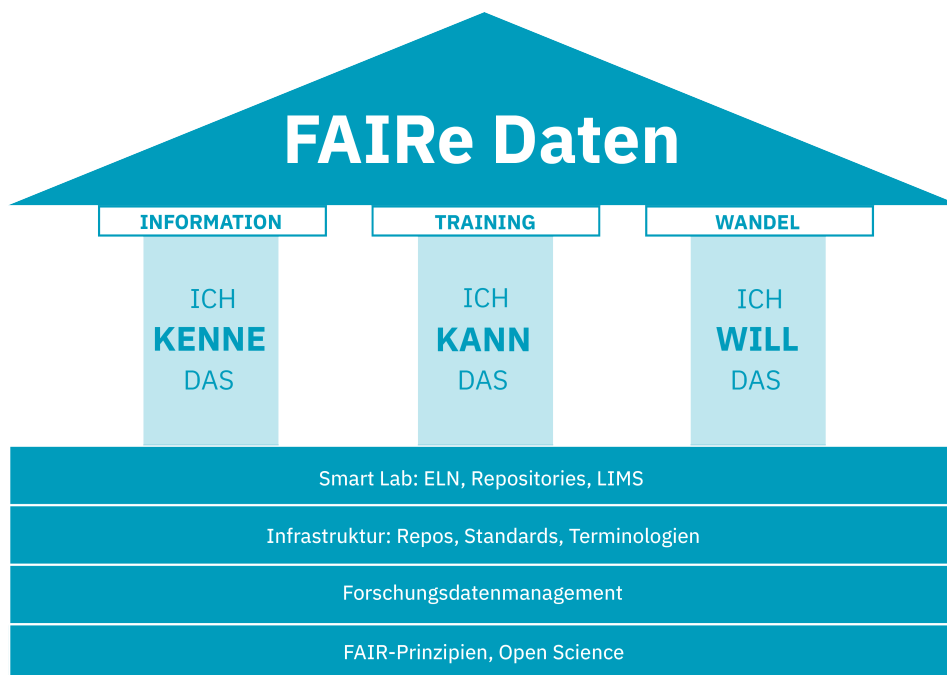 FAIRe Daten
INFORMATION
TRAINING
WANDEL
ICH
KENNE
DAS
ICH
KANN
DAS
ICH
WILL
DAS
Smart Lab: ELN, Repositories, LIMS
Infrastruktur: Repos, Standards, Terminologien
Forschungsdatenmanagement
FAIR-Prinzipien, Open Science